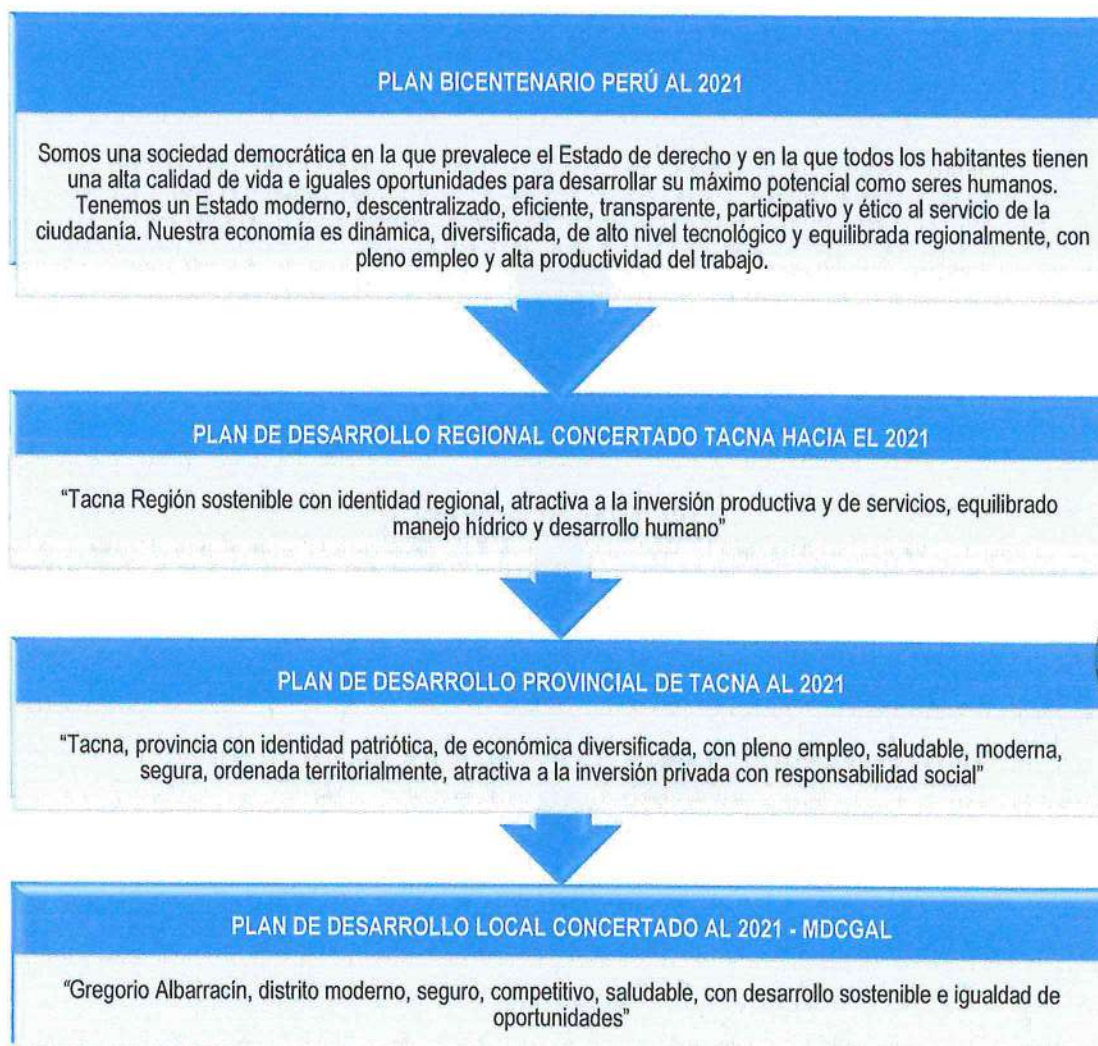 PLAN BICENTENARIO PERÚ AL 2021
Somos una sociedad democrática en la que prevalece el Estado de derecho y en la que todos los habitantes tienen
una alta calidad de vida e iguales oportunidades para desarrollar su máximo potencial como seres humanos.
Tenemos un Estado moderno, descentralizado, eficiente, transparente, participativo y ético al servicio de la
ciudadanía. Nuestra economía es dinámica, diversificada, de alto nivel tecnológico y equilibrada regionalmente, con
pleno empleo y alta productividad del trabajo.
PLAN DE DESARROLLO REGIONAL CONCERTADO TACNA HACIA EL 2021
“Tacna Región sostenible con identidad regional, atractiva a la inversión productiva y de servicios, equilibrado
manejo hídrico y desarrollo humano”
PLAN DE DESARROLLO PROVINCIAL DE TACNA AL 2021
“Tacna, provincia con identidad patriótica, de económica diversificada, con pleno empleo, saludable, moderna,
segura, ordenada territorialmente, atractiva a la inversión privada con responsabilidad social”
PLAN DE DESARROLLO LOCAL CONCERTADO AL 2021 - MDCGAL
“Gregorio Albarracín, distrito moderno, seguro, competitivo, saludable, con desarrollo sostenible e igualdad de
oportunidades”